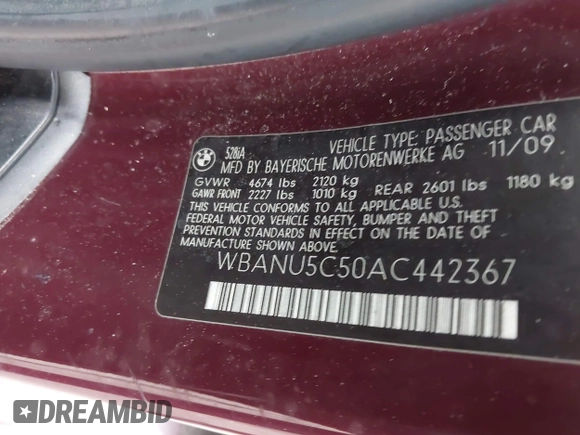 528iA
VEHICLE TYPE: PASSENGER CAR
MFD BY BAYERISCHE MOTORENWERKE AG 11/09
GVWR 4674 lbs 2120 kg
GAWR FRONT 2227 lbs 1010 kg REAR 2601 lbs 1180 kg
THIS VEHICLE CONFORMS TO ALL APPLICABLE U.S.
FEDERAL MOTOR VEHICLE SAFETY, BUMPER AND THEFT
PREVENTION STANDARDS IN EFFECT ON THE DATE OF
MANUFACTURE SHOWN ABOVE.
WBANU5C50AC442367
DREAMBID